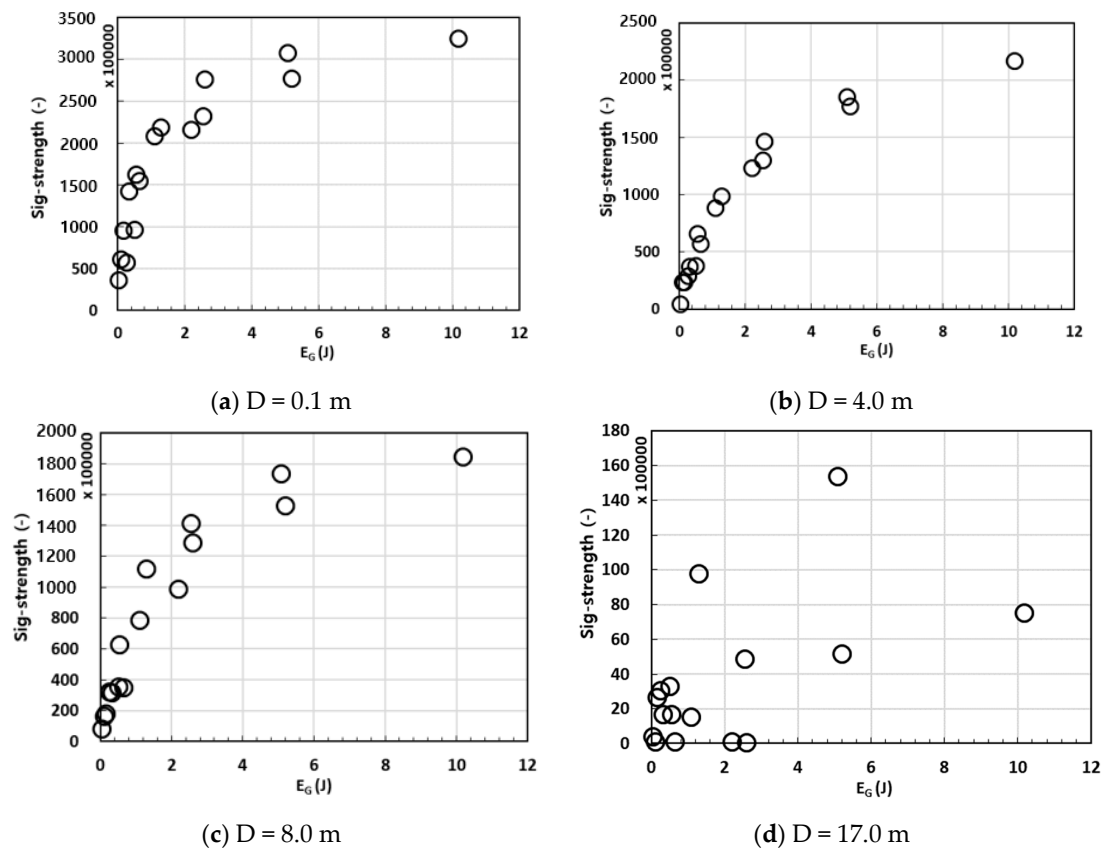 3500
3000
2500
2000
1500
1000
500
0
x 100000
Sig-strength (-)
0 2 4 6 8 10 12
E_G (J)
(a) D = 0.1 m
2500
2000
1500
1000
500
0
x 100000
Sig-strength (-)
0 2 4 6 8 10 12
E_G (J)
(b) D = 4.0 m
2000
1800
1600
1400
1200
1000
800
600
400
200
0
x 100000
Sig-strength (-)
0 2 4 6 8 10 12
E_G (J)
(c) D = 8.0 m
180
160
140
120
100
80
60
40
20
0
x 100000
Sig-strength (-)
0 2 4 6 8 10 12
E_G (J)
(d) D = 17.0 m